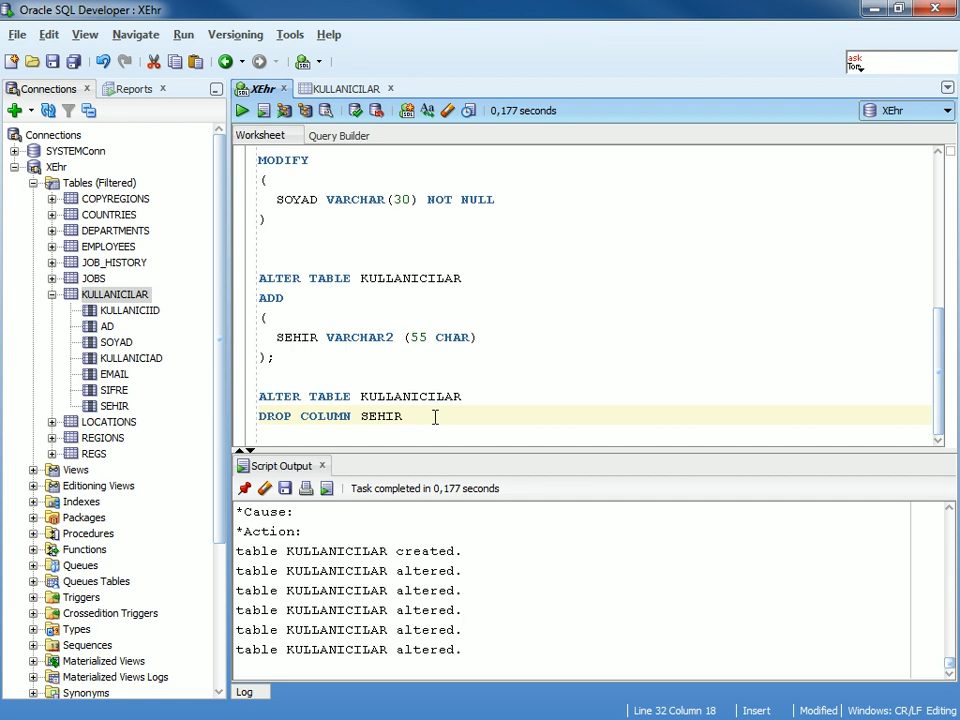 Oracle SQL Developer : XEhr
File Edit View Navigate Run Versioning Tools Help
ask
Tom
Connections Reports
XEhr KULLANICILAR
SQL 0,177 seconds XEhr
Worksheet Query Builder
Connections
SYSTEMConn
XEhr
Tables (Filtered)
COPYREGIONS
COUNTRIES
DEPARTMENTS
EMPLOYEES
JOB_HISTORY
JOBS
KULLANICILAR
KULLANICIID
AD
SOYAD
KULLANICIAD
EMAIL
SIFRE
SEHIR
LOCATIONS
REGIONS
REGS
Views
Editioning Views
Indexes
Packages
Procedures
Functions
Queues
Queues Tables
Triggers
Crossedition Triggers
Types
Sequences
Materialized Views
Materialized Views Logs
Synonyms
MODIFY
(
SOYAD VARCHAR(30) NOT NULL
)
ALTER TABLE KULLANICILAR
ADD
(
SEHIR VARCHAR2 (55 CHAR)
);
ALTER TABLE KULLANICILAR
DROP COLUMN SEHIR
Script Output
Task completed in 0,177 seconds
*Cause:
*Action:
table KULLANICILAR created.
table KULLANICILAR altered.
table KULLANICILAR altered.
table KULLANICILAR altered.
table KULLANICILAR altered.
table KULLANICILAR altered.
Log
Line 32 Column 18 Insert Modified Windows: CR/LF Editing